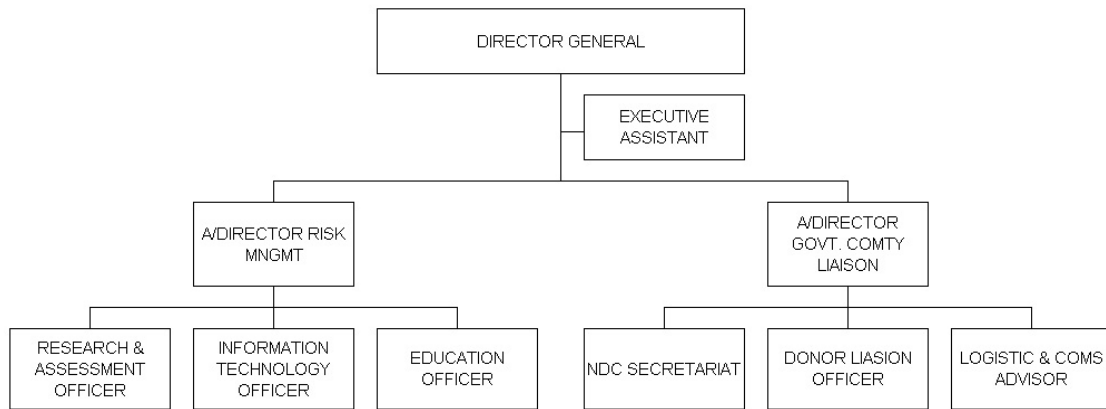 DIRECTOR GENERAL
EXECUTIVE
ASSISTANT
A/DIRECTOR RISK
MNGMT
A/DIRECTOR
GOVT. COMTY
LIAISON
RESEARCH &
ASSESSMENT
OFFICER
INFORMATION
TECHNOLOGY
OFFICER
EDUCATION
OFFICER
NDC SECRETARIAT
DONOR LIASION
OFFICER
LOGISTIC & COMS
ADVISOR